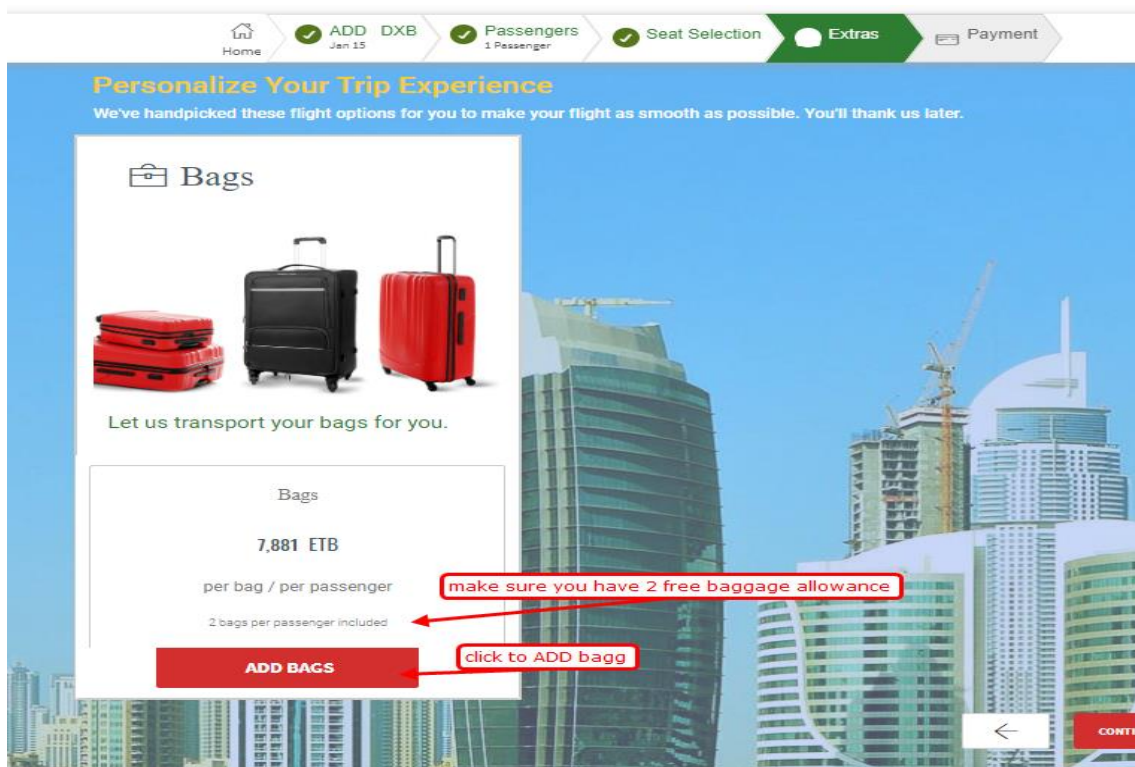 Home
ADD DXB
Jan 15
Passengers
1 Passenger
Seat Selection
Extras
Payment
Personalize Your Trip Experience
We've handpicked these flight options for you to make your flight as smooth as possible. You'll thank us later.
Bags
Let us transport your bags for you.
Bags
7,881 ETB
per bag / per passenger
make sure you have 2 free baggage allowance
2 bags per passenger included
click to ADD bagg
ADD BAGS